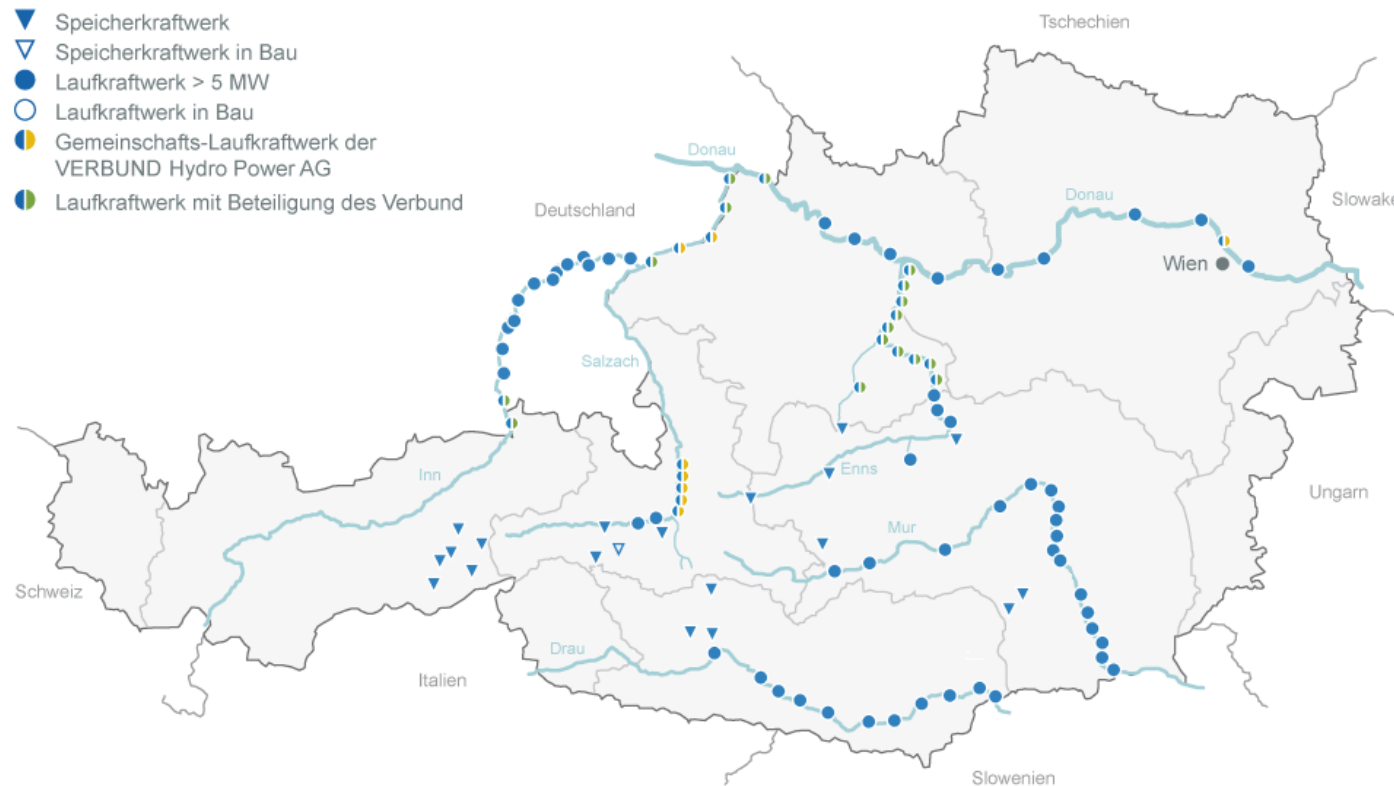 Speicherkraftwerk
Speicherkraftwerk in Bau
Laufkraftwerk > 5 MW
Laufkraftwerk in Bau
Gemeinschafts-Laufkraftwerk der
VERBUND Hydro Power AG
Laufkraftwerk mit Beteiligung des Verbund
Tschechien
Donau
Deutschland
Donau
Slowake
Wien
Salzach
Inn
Enns
Ungarn
Mur
Schweiz
Drau
Italien
Slowenien